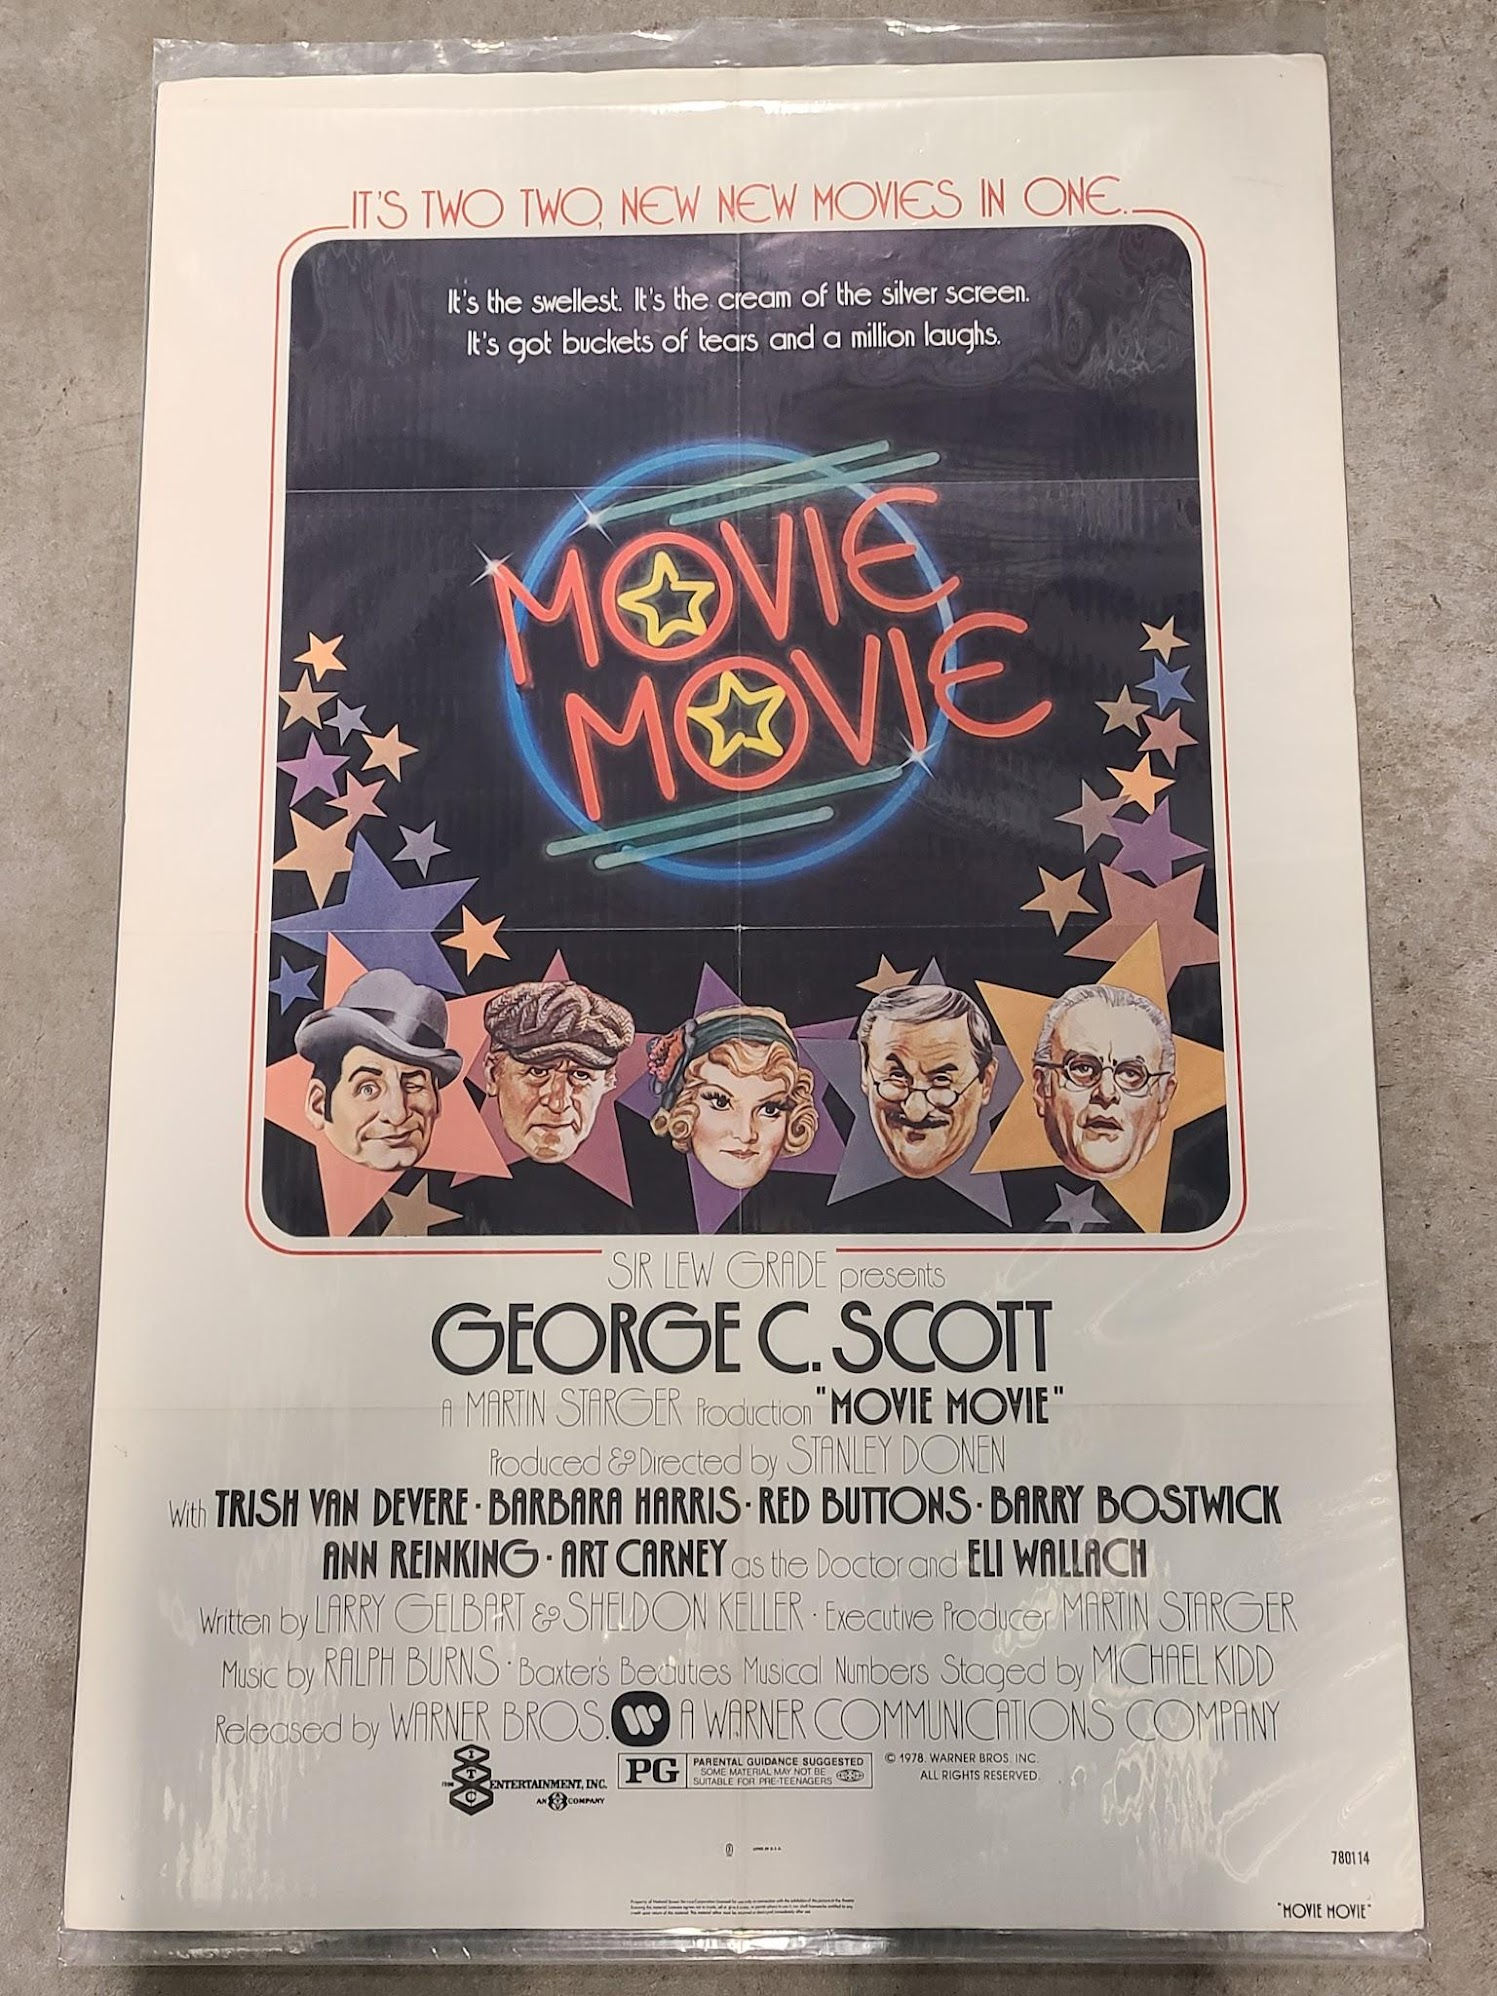 IT'S TWO TWO, NEW NEW MOVIES IN ONE.
It's the swellest. It's the cream of the silver screen.
It's got buckets of tears and a million laughs.
MOVIE
MOVIE
SIR LEW GRADE presents
GEORGE C. SCOTT
A MARTIN STARGER Production "MOVIE MOVIE"
Produced & Directed by STANLEY DONEN
With TRISH VAN DEVERE · BARBARA HARRIS · RED BUTTONS · BARRY BOSTWICK
ANN REINKING · ART CARNEY as the Doctor and ELI WALLACH
Written by LARRY GELBART & SHELDON KELLER · Executive Producer MARTIN STARGER
Music by RALPH BURNS · Baxter's Beauties Musical Numbers Staged by MICHAEL KIDD
Released by WARNER BROS. A WARNER COMMUNICATIONS COMPANY
FROM ITC ENTERTAINMENT, INC.
AN COMPANY
PG PARENTAL GUIDANCE SUGGESTED
SOME MATERIAL MAY NOT BE
SUITABLE FOR PRE-TEENAGERS
© 1978. WARNER BROS. INC.
ALL RIGHTS RESERVED.
780114
"MOVIE MOVIE"